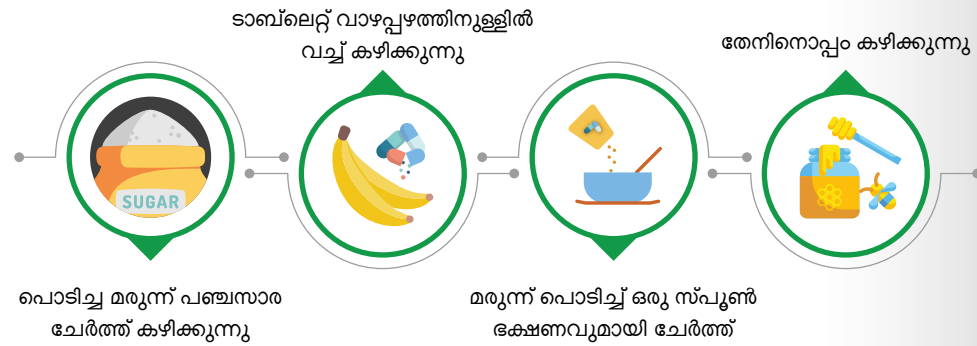 ടാബ്‌ലെറ്റ് വാഴപ്പഴത്തിനുള്ളിൽ
വച്ച് കഴിക്കുന്നു
തേനിനൊപ്പം കഴിക്കുന്നു
SUGAR
പൊടിച്ച മരുന്ന് പഞ്ചസാര
ചേർത്ത് കഴിക്കുന്നു
മരുന്ന് പൊടിച്ച് ഒരു സ്പൂൺ
ഭക്ഷണവുമായി ചേർത്ത്